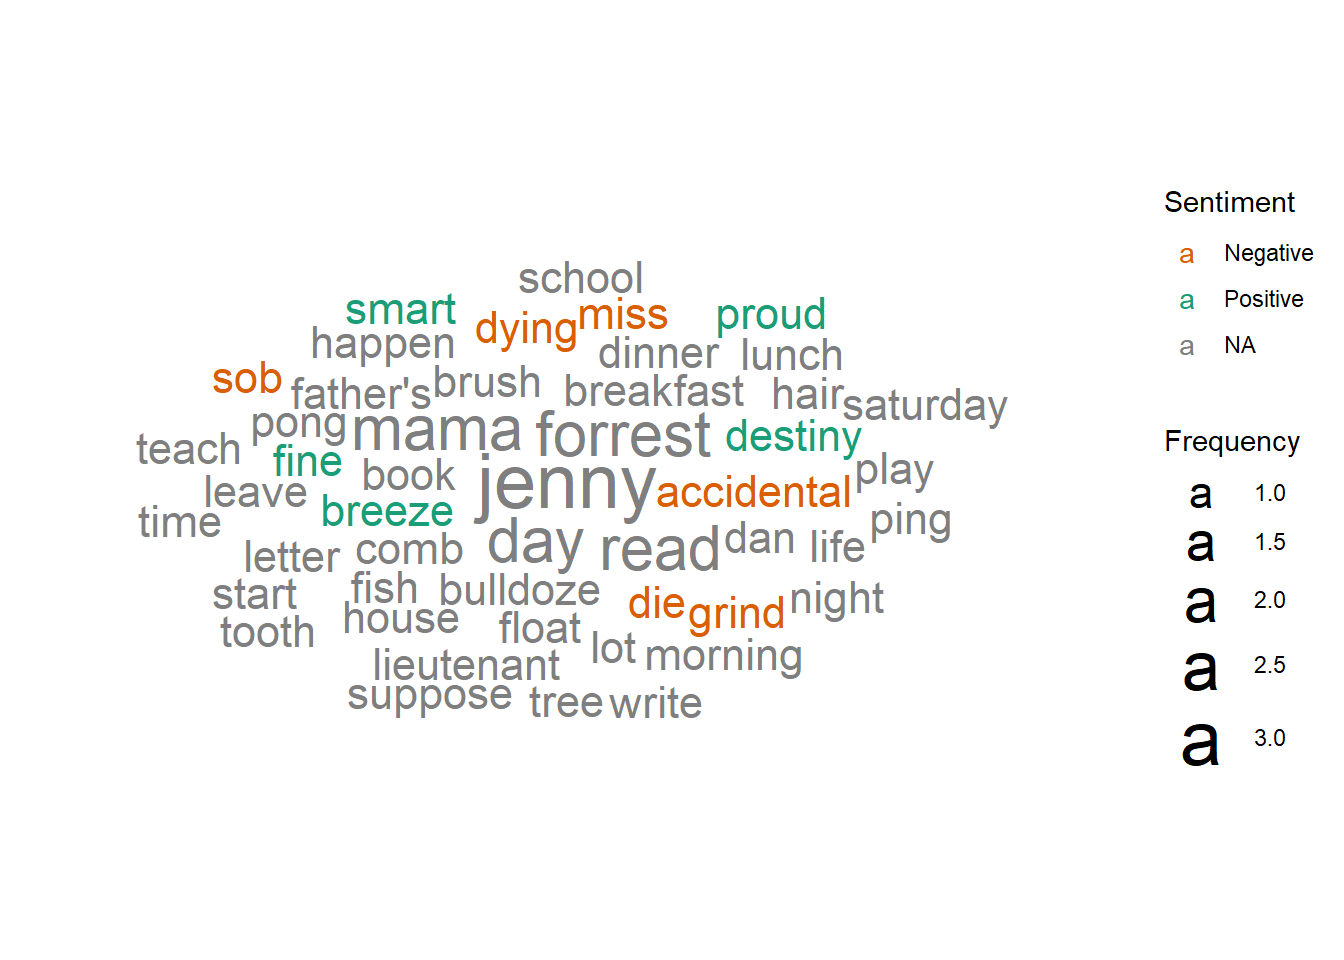 school
smart
dying
miss
proud
happen
dinner
lunch
sob
father's
brush
breakfast
hair
saturday
pong
mama
forrest
destiny
teach
fine
book
jenny
accidental
play
leave
breeze
time
letter
comb
day
read
dan
life
ping
start
fish
bulldoze
die
grind
night
tooth
house
float
lot
morning
lieutenant
suppose
tree
write
Sentiment
a Negative
a Positive
a NA
Frequency
a 1.0
a 1.5
a 2.0
a 2.5
a 3.0